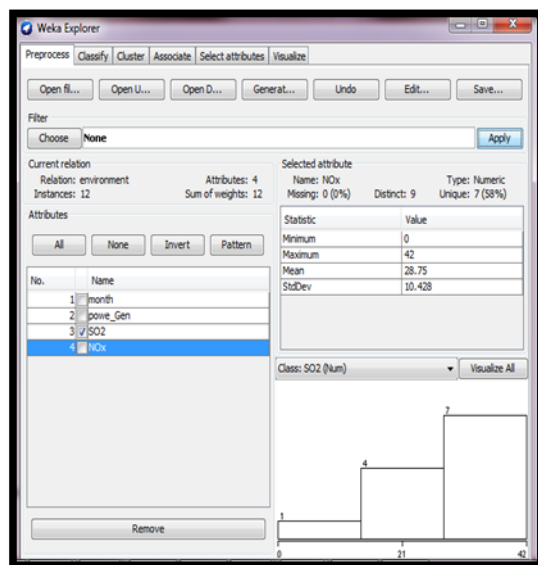 Weka Explorer
Preprocess Classify Cluster Associate Select attributes Visualize
Open fil... Open U... Open D... Generat... Undo Edit... Save...
Filter
Choose None Apply
Current relation
Relation: environment Attributes: 4
Instances: 12 Sum of weights: 12
Selected attribute
Name: NOx Type: Numeric
Missing: 0 (0%) Distinct: 9 Unique: 7 (58%)
Attributes
All None Invert Pattern
No. Name
1 month
2 powe_Gen
3 SO2
4 NOx
Remove
Statistic Value
Minimum 0
Maximum 42
Mean 28.75
StdDev 10.428
Class: SO2 (Num) Visualize All
7
4
1
0 21 42